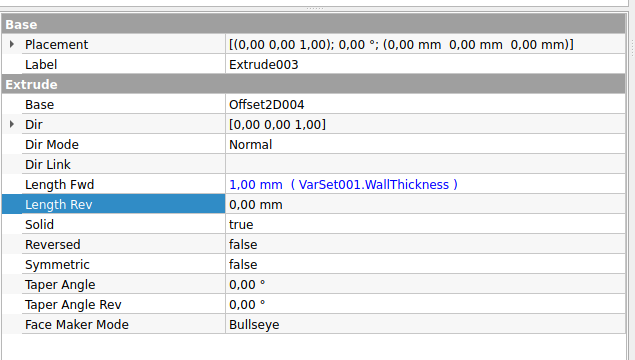 Base
Placement [(0,00 0,00 1,00); 0,00 °; (0,00 mm  0,00 mm  0,00 mm)]
Label Extrude003
Extrude
Base Offset2D004
Dir [0,00 0,00 1,00]
Dir Mode Normal
Dir Link
Length Fwd 1,00 mm  ( VarSet001.WallThickness )
Length Rev 0,00 mm
Solid true
Reversed false
Symmetric false
Taper Angle 0,00 °
Taper Angle Rev 0,00 °
Face Maker Mode Bullseye